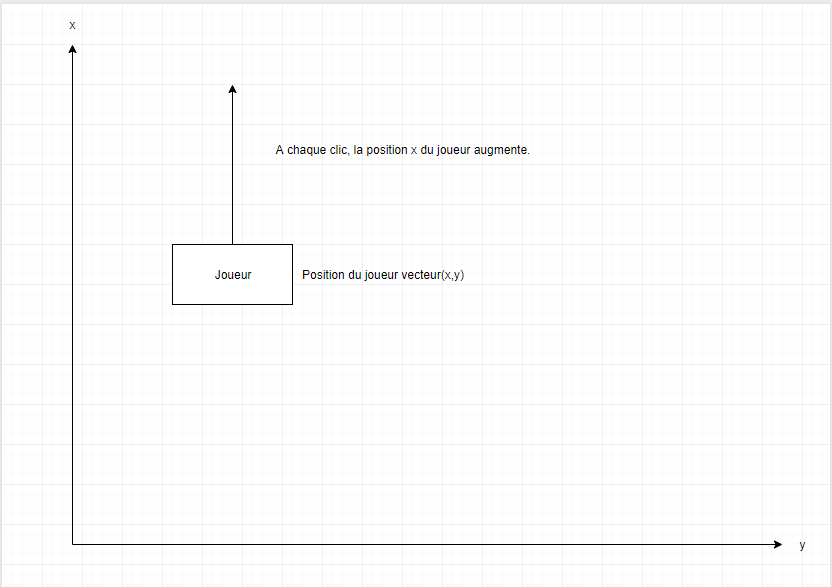 x
A chaque clic, la position x du joueur augmente.
Joueur
Position du joueur vecteur(x,y)
y